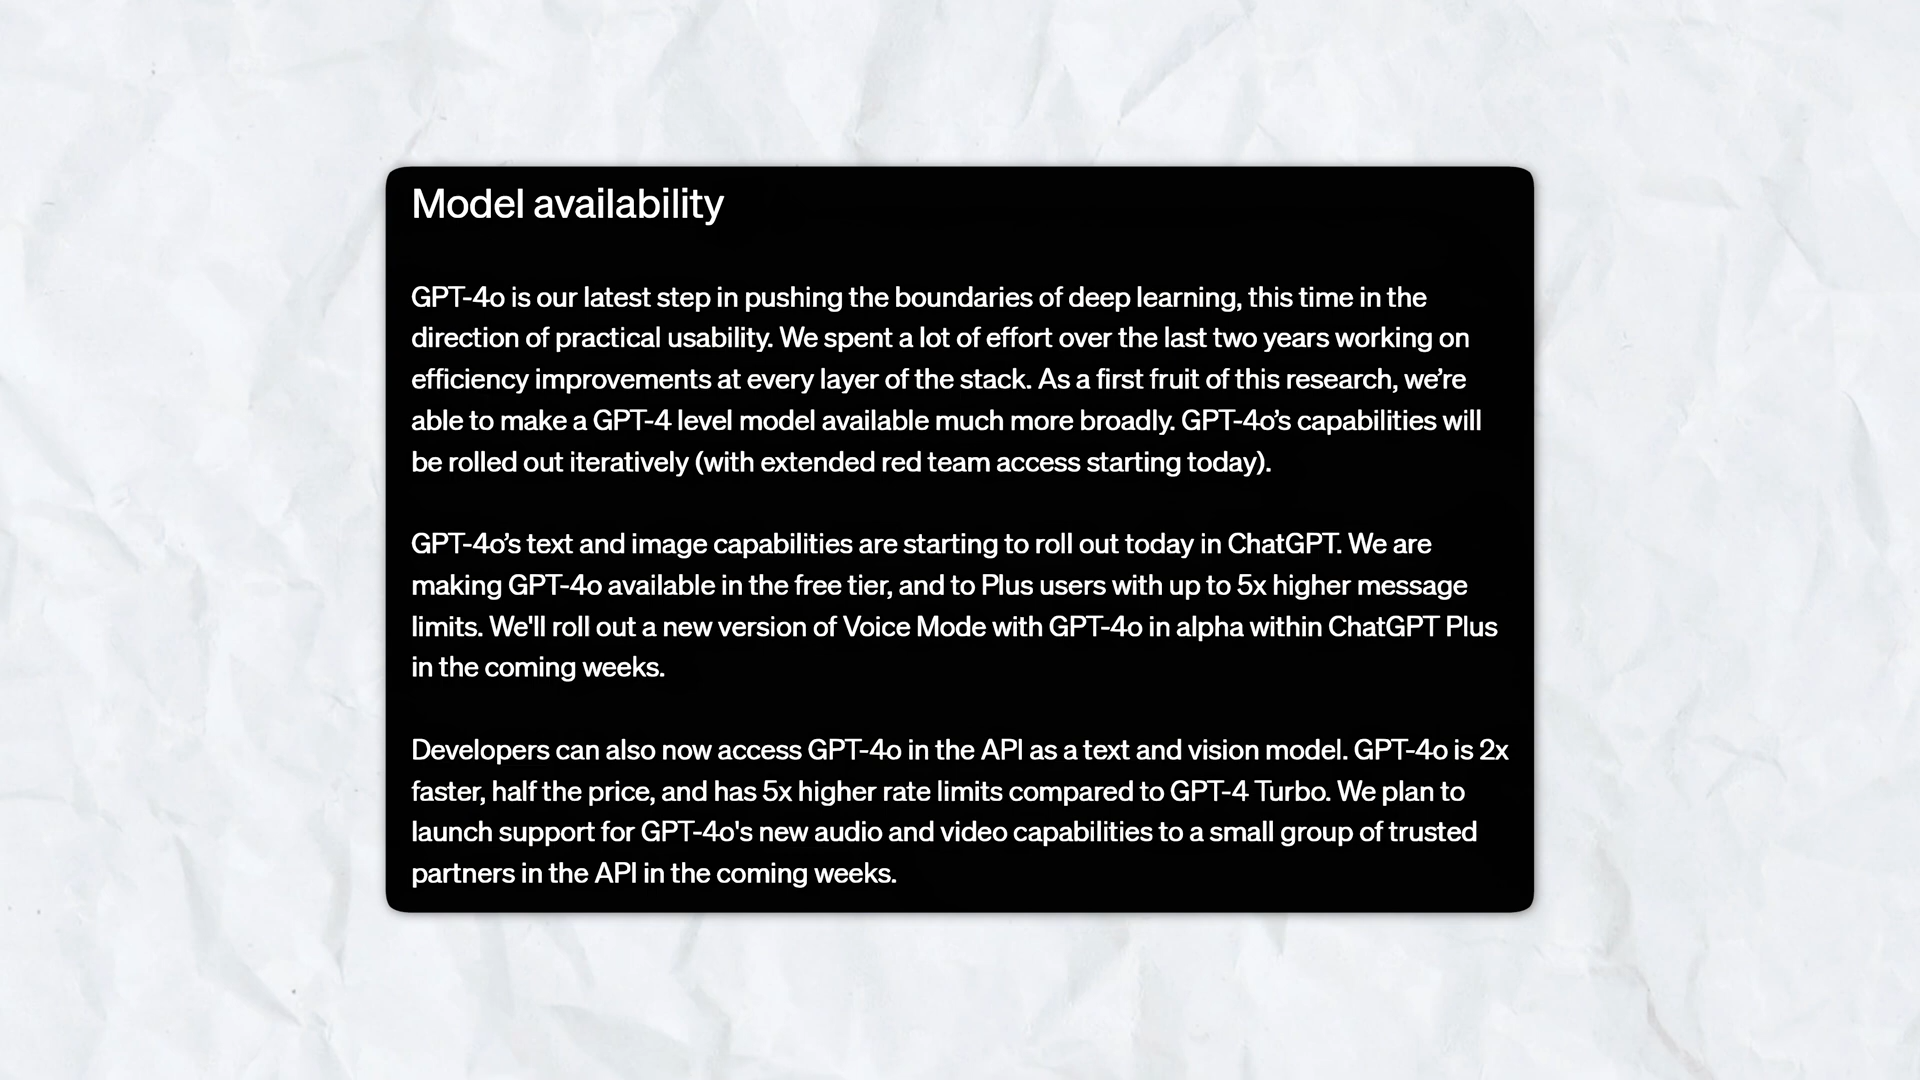 Model availability
GPT-4o is our latest step in pushing the boundaries of deep learning, this time in the
direction of practical usability. We spent a lot of effort over the last two years working on
efficiency improvements at every layer of the stack. As a first fruit of this research, we’re
able to make a GPT-4 level model available much more broadly. GPT-4o’s capabilities will
be rolled out iteratively (with extended red team access starting today).
GPT-4o’s text and image capabilities are starting to roll out today in ChatGPT. We are
making GPT-4o available in the free tier, and to Plus users with up to 5x higher message
limits. We'll roll out a new version of Voice Mode with GPT-4o in alpha within ChatGPT Plus
in the coming weeks.
Developers can also now access GPT-4o in the API as a text and vision model. GPT-4o is 2x
faster, half the price, and has 5x higher rate limits compared to GPT-4 Turbo. We plan to
launch support for GPT-4o's new audio and video capabilities to a small group of trusted
partners in the API in the coming weeks.